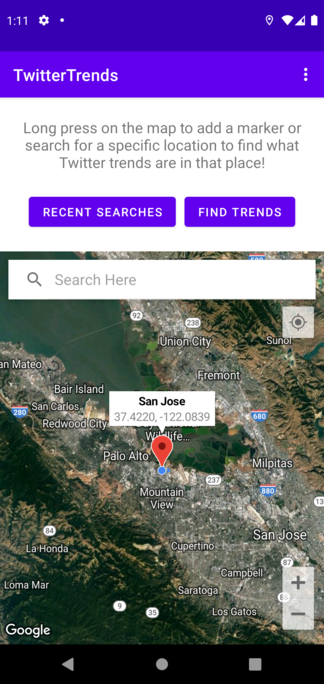 1:11
TwitterTrends
Long press on the map to add a marker or
search for a specific location to find what
Twitter trends are in that place!
RECENT SEARCHES
FIND TRENDS
Search Here
92
238
Union City
Sunol
an Mateo
Fremont
Bair Island
San Carlos
280
Redwood City
San Jose
37.4220, -122.0839
680
Wildlife...
Palo Alto
Milpitas
237
880
Mountain
View
84
San Jose
La Honda
Cupertino
87
Campbell
Loma Mar
Saratoga
9
35
Los Gatos
Google